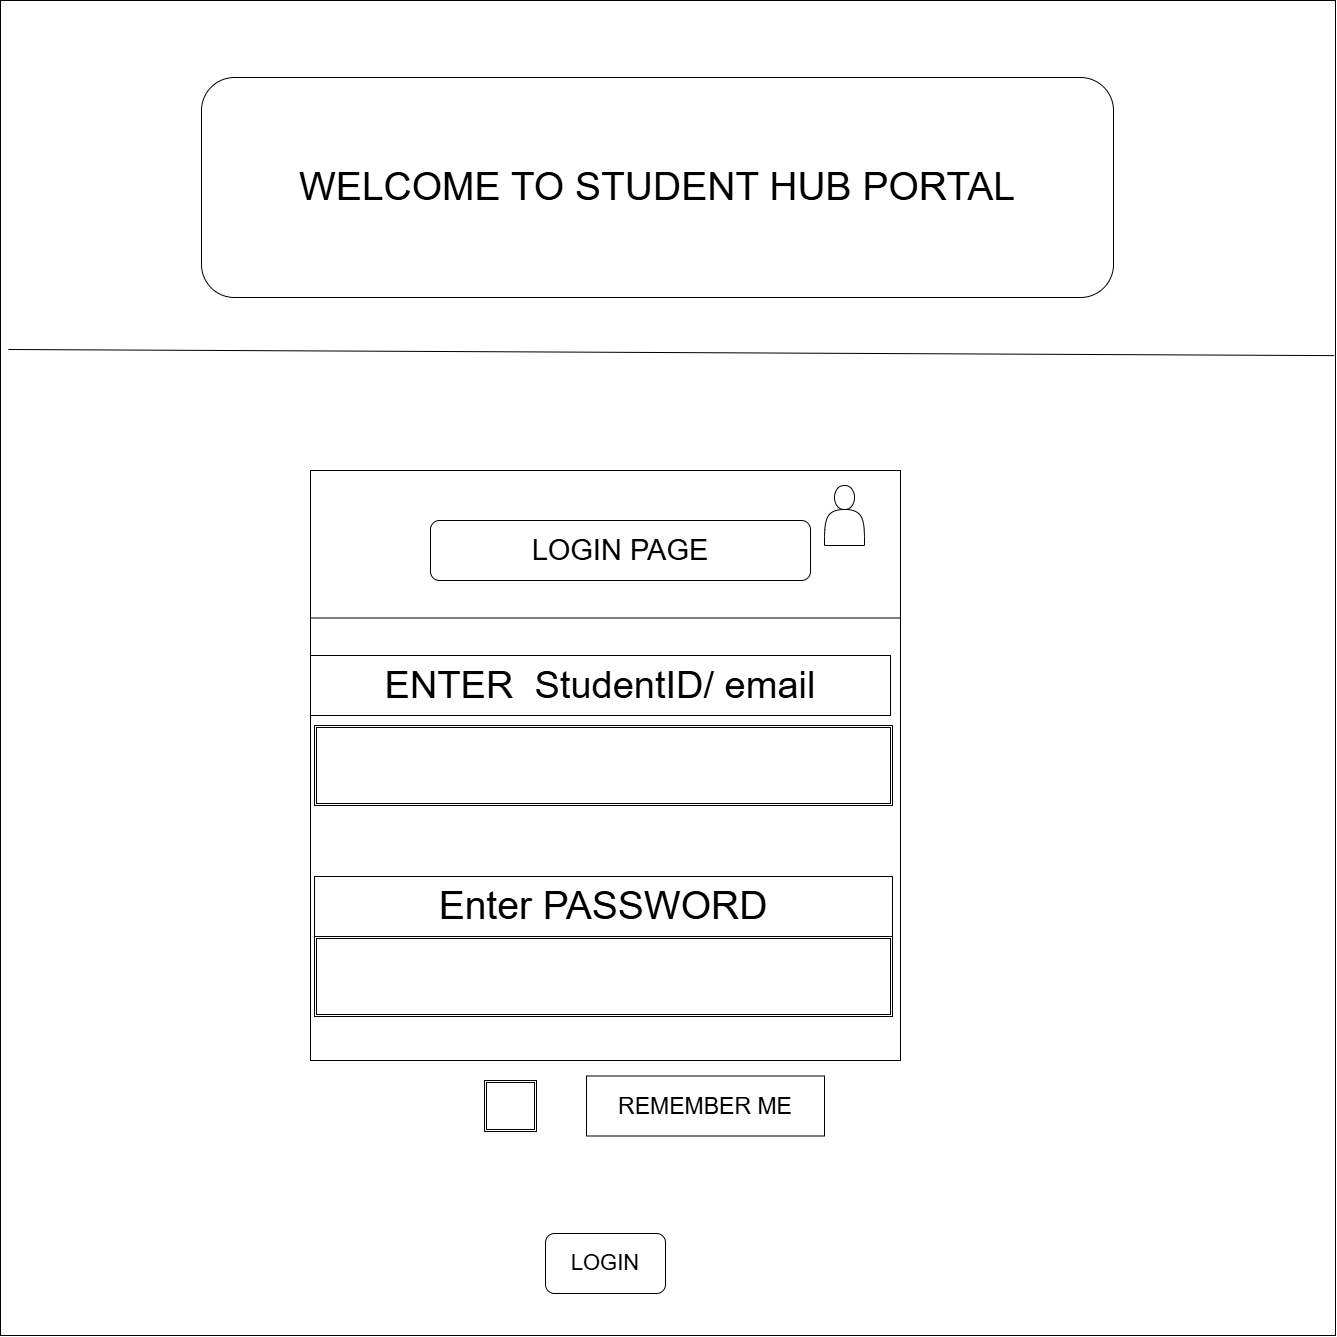 WELCOME TO STUDENT HUB PORTAL
LOGIN PAGE
ENTER  StudentID/ email
Enter PASSWORD
REMEMBER ME
LOGIN